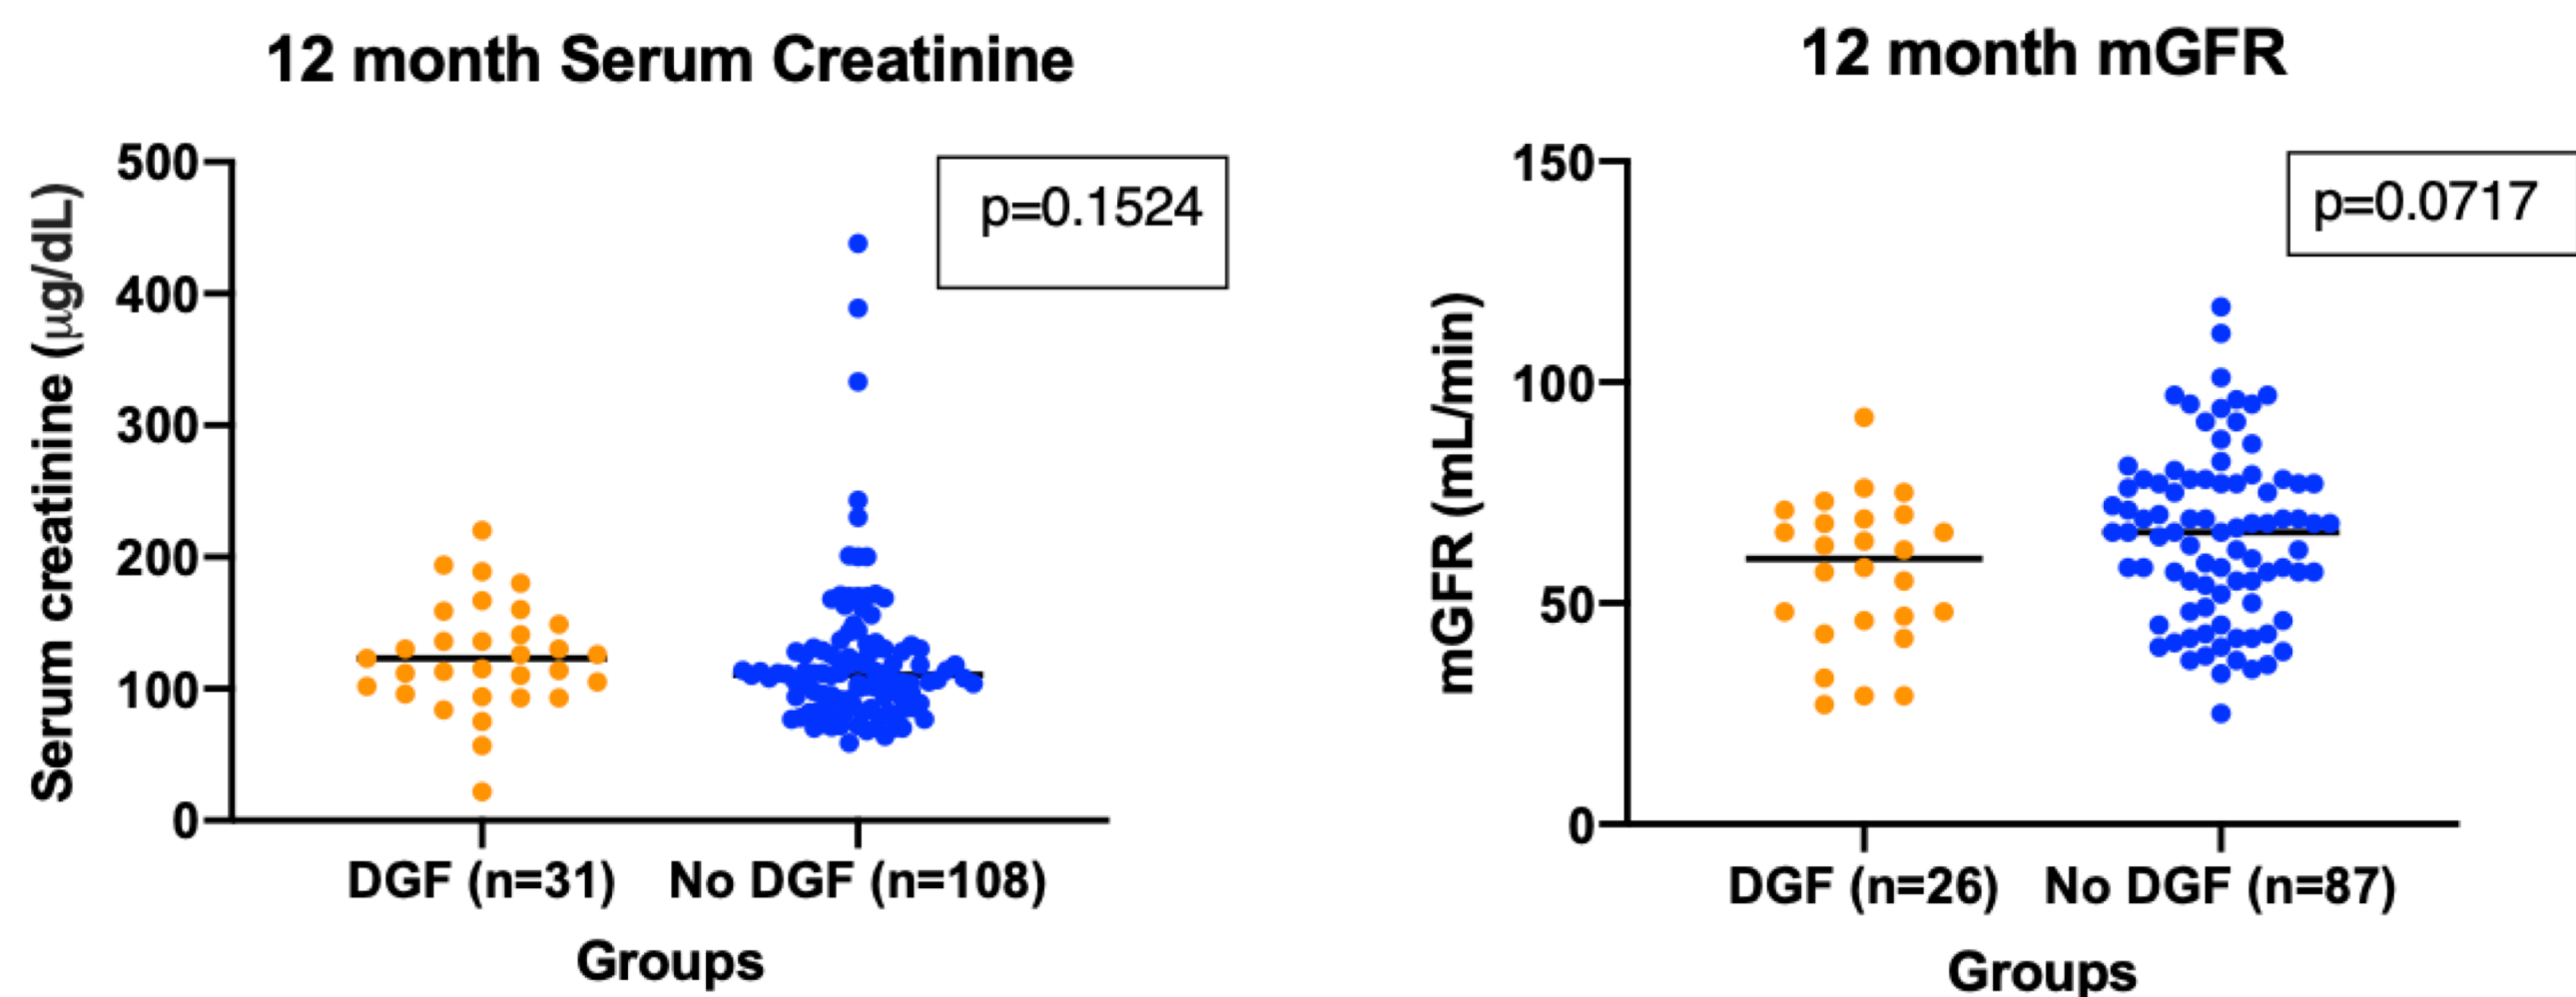 12 month Serum Creatinine
Serum creatinine (µg/dL)
500
400
300
200
100
0
p=0.1524
DGF (n=31)
No DGF (n=108)
Groups
12 month mGFR
mGFR (mL/min)
150
100
50
0
p=0.0717
DGF (n=26)
No DGF (n=87)
Groups